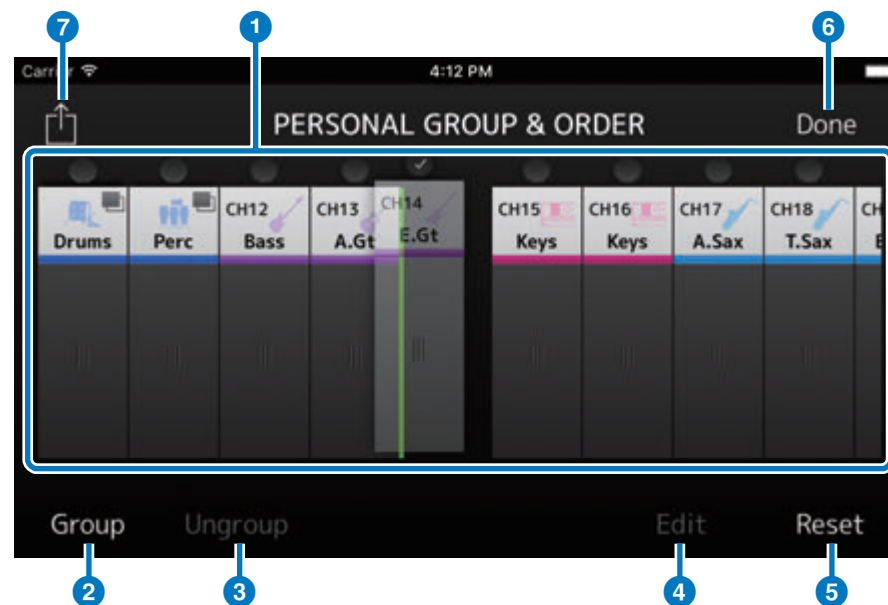 7 1 6
Carrier 4:12 PM
PERSONAL GROUP & ORDER Done
CH12 CH13 CH14 CH15 CH16 CH17 CH18 CH
Drums Perc Bass A.Gt E.Gt Keys Keys A.Sax T.Sax
Group Ungroup Edit Reset
2 3 4 5